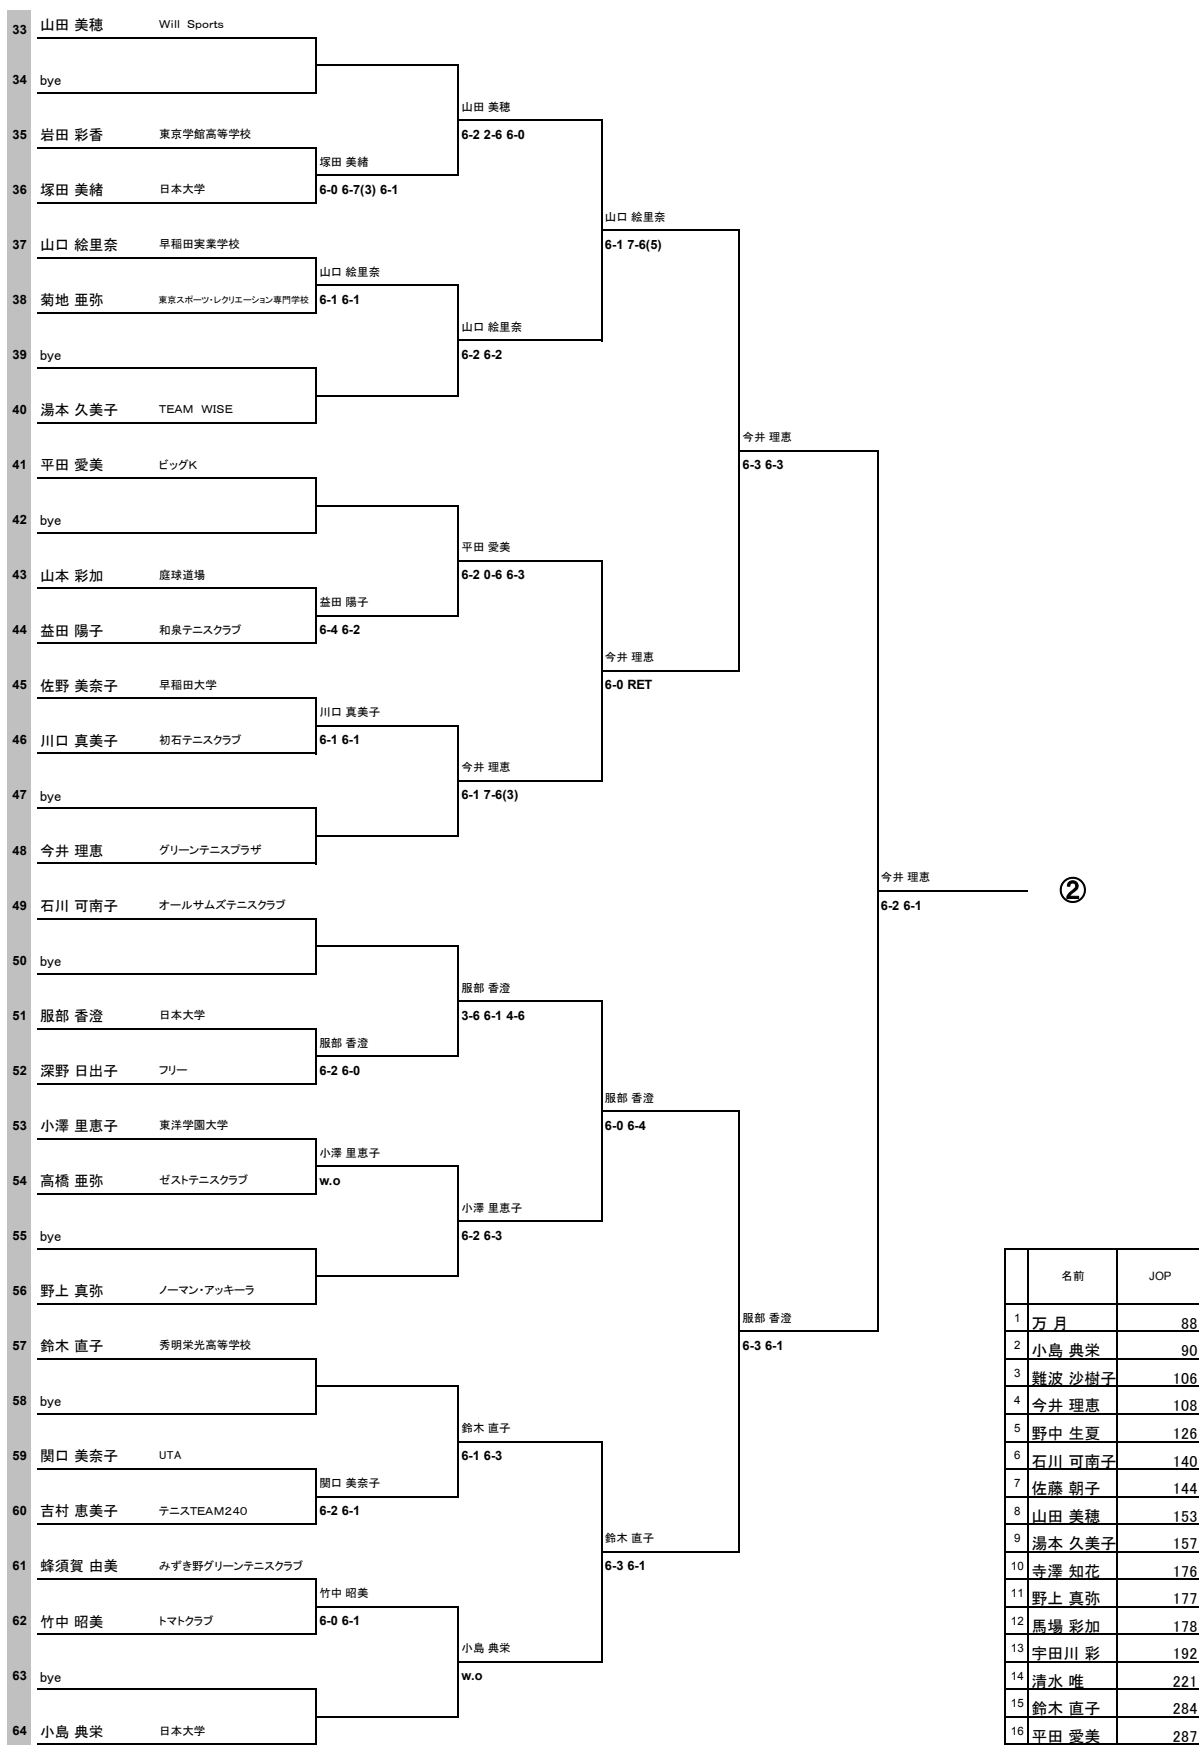 33 山田 美穂 Will Sports
34 bye
山田 美穂
35 岩田 彩香 東京学館高等学校 6-2 2-6 6-0
塚田 美緒
36 塚田 美緒 日本大学 6-0 6-7(3) 6-1
山口 絵里奈
37 山口 絵里奈 早稲田実業学校 6-1 7-6(5)
山口 絵里奈
38 菊地 亜弥 東京スポーツ・レクリエーション専門学校 6-1 6-1
山口 絵里奈
39 bye 6-2 6-2
40 湯本 久美子 TEAM WISE
今井 理恵
41 平田 愛美 ビッグK 6-3 6-3
42 bye
平田 愛美
43 山本 彩加 庭球道場 6-2 0-6 6-3
益田 陽子
44 益田 陽子 和泉テニスクラブ 6-4 6-2
今井 理恵
45 佐野 美奈子 早稲田大学 6-0 RET
川口 真美子
46 川口 真美子 初石テニスクラブ 6-1 6-1
今井 理恵
47 bye 6-1 7-6(3)
48 今井 理恵 グリーンテニスプラザ
今井 理恵 ②
49 石川 可南子 オールサムズテニスクラブ 6-2 6-1
50 bye
服部 香澄
51 服部 香澄 日本大学 3-6 6-1 4-6
服部 香澄
52 深野 日出子 フリー 6-2 6-0
服部 香澄
53 小澤 里恵子 東洋学園大学 6-0 6-4
小澤 里恵子
54 高橋 亜弥 ゼストテニスクラブ w.o
小澤 里恵子
55 bye 6-2 6-3
56 野上 真弥 ノーマン・アッキーラ
服部 香澄
57 鈴木 直子 秀明栄光高等学校 6-3 6-1
58 bye
鈴木 直子
59 関口 美奈子 UTA 6-1 6-3
関口 美奈子
60 吉村 恵美子 テニスTEAM240 6-2 6-1
鈴木 直子
61 蜂須賀 由美 みずき野グリーンテニスクラブ 6-3 6-1
竹中 昭美
62 竹中 昭美 トマトクラブ 6-0 6-1
小島 典栄
63 bye w.o
64 小島 典栄 日本大学
名前 JOP
1 万 月 88
2 小島 典栄 90
3 難波 沙樹子 106
4 今井 理恵 108
5 野中 生夏 126
6 石川 可南子 140
7 佐藤 朝子 144
8 山田 美穂 153
9 湯本 久美子 157
10 寺澤 知花 176
11 野上 真弥 177
12 馬場 彩加 178
13 宇田川 彩 192
14 清水 唯 221
15 鈴木 直子 284
16 平田 愛美 287